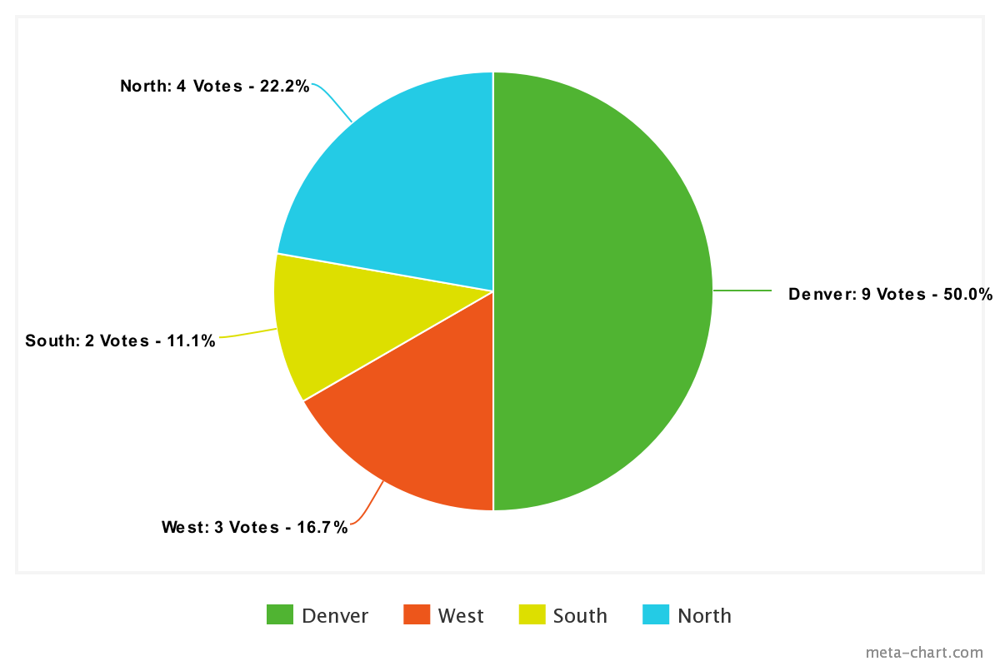 North: 4 Votes - 22.2%
Denver: 9 Votes - 50.0%
South: 2 Votes - 11.1%
West: 3 Votes - 16.7%
Denver West South North
meta-chart.com